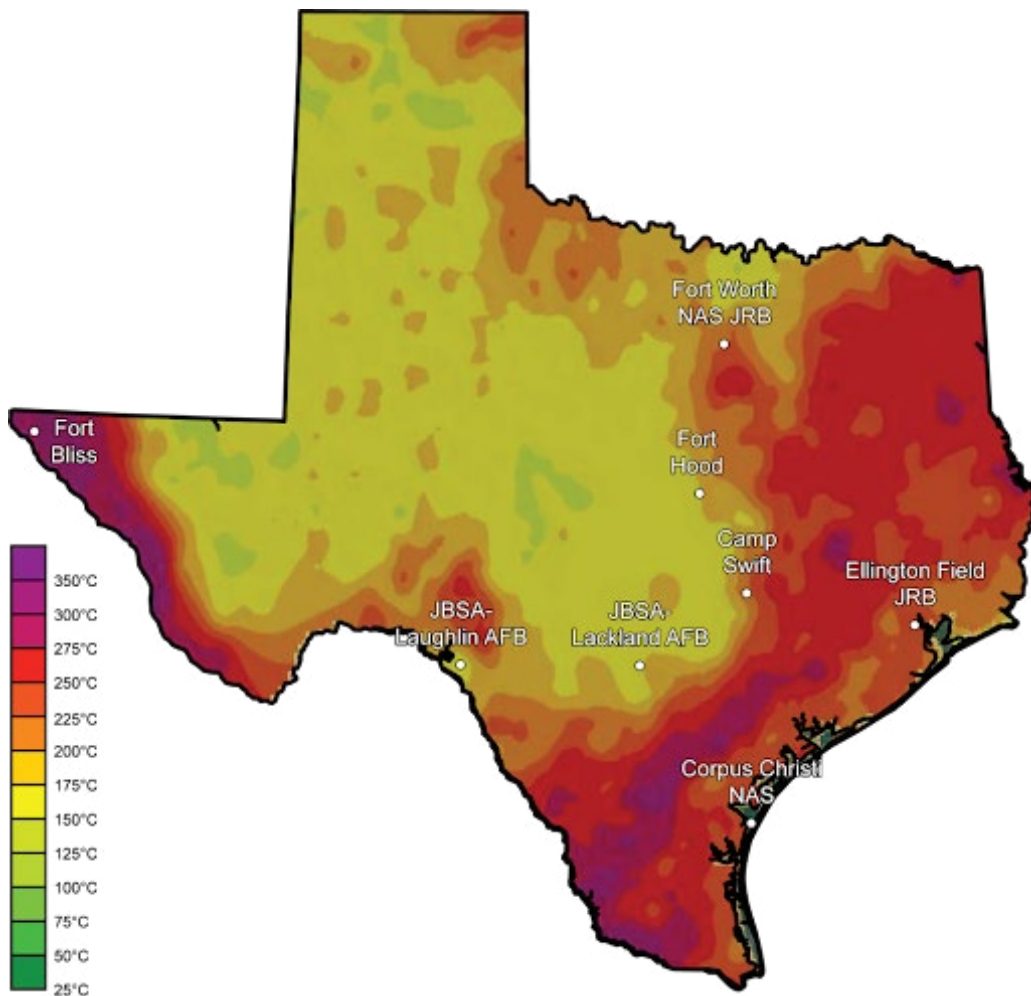 Fort Worth
NAS JRB
Fort
Bliss
Fort
Hood
Camp
Swift
Ellington Field
JRB
JBSA-
Laughlin AFB
JBSA-
Lackland AFB
Corpus Christi
NAS
350°C
300°C
275°C
250°C
225°C
200°C
175°C
150°C
125°C
100°C
75°C
50°C
25°C